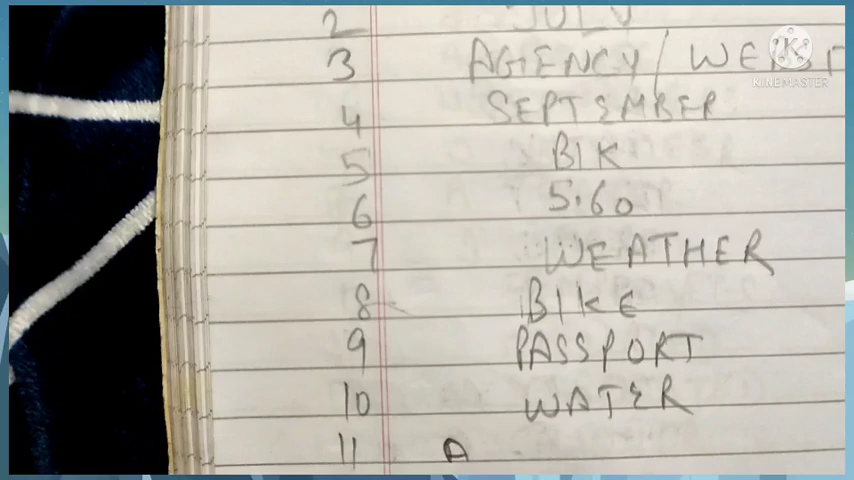 2 JULY
3 AGENCY/
4 SEPTEMBER
5 BIK
6 5.60
7 WEATHER
8 BIKE
9 PASSPORT
10 WATER
11 A
KINEMASTER